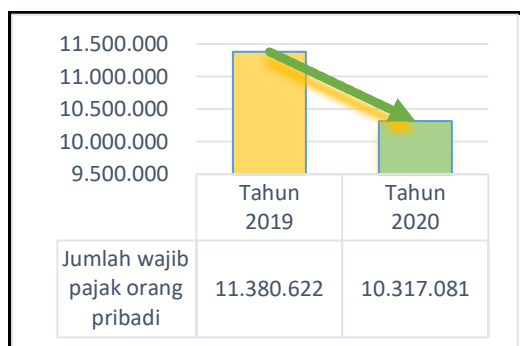 11.500.000
11.000.000
10.500.000
10.000.000
9.500.000
Tahun
2019
Tahun
2020
Jumlah wajib
pajak orang
pribadi
11.380.622
10.317.081